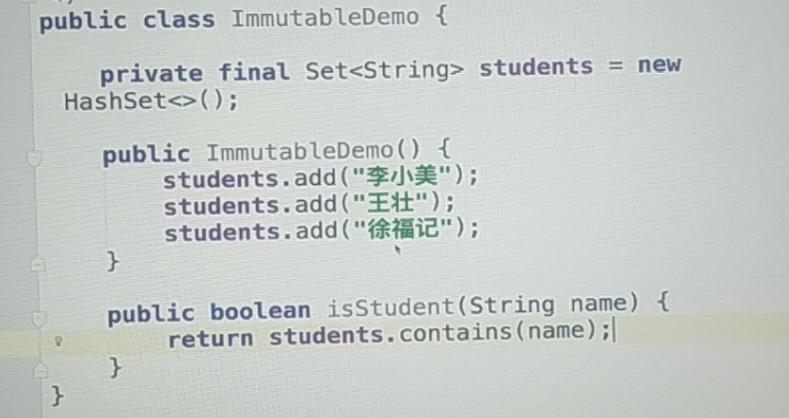 public class ImmutableDemo {
private final Set<String> students = new
HashSet<>();
public ImmutableDemo() {
students.add("李小美");
students.add("王壮");
students.add("徐福记");
}
public boolean isStudent(String name) {
return students.contains(name);
}
}